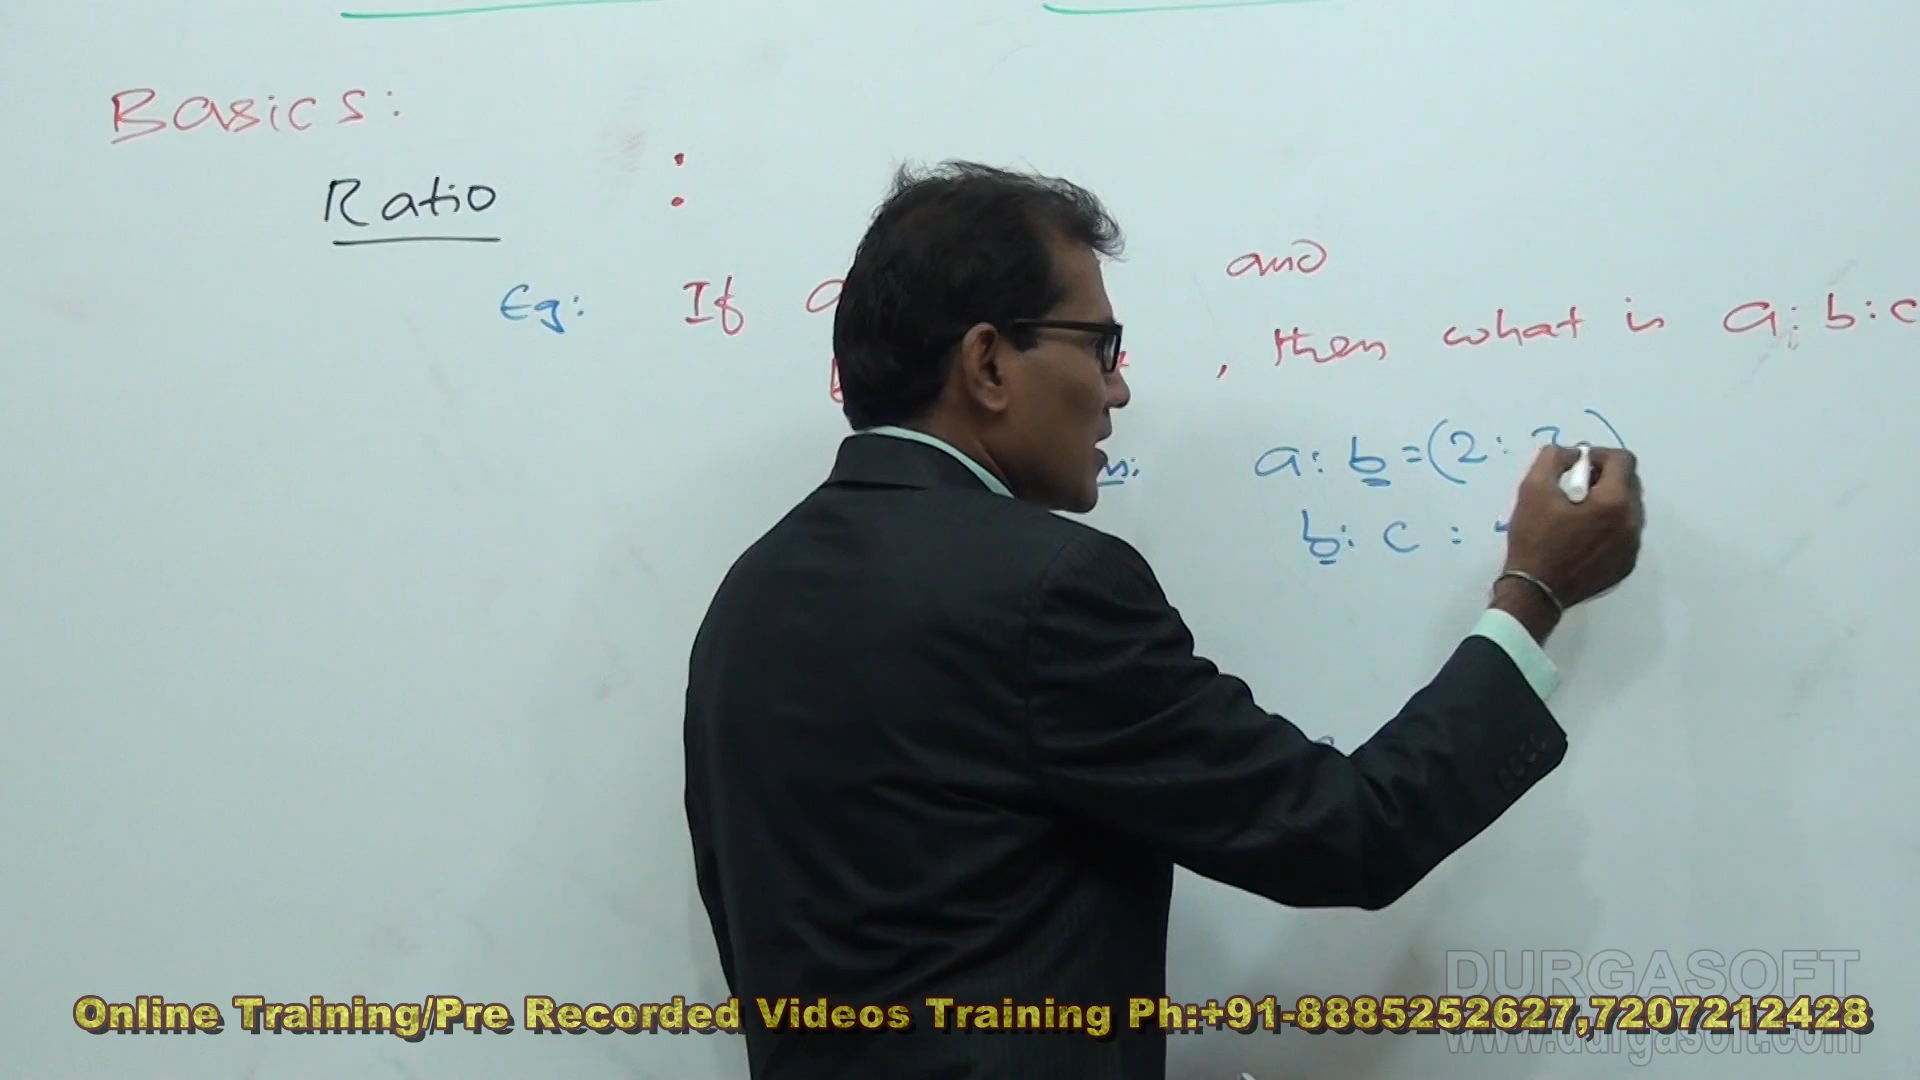 Basics:
Ratio :
and
Eg: If a
, then what is a: b: c
a: b = (2: 3 )
b: c :
DURGASOFT
Online Training/Pre Recorded Videos Training Ph:+91-8885252627,7207212428
www.durgasoft.com